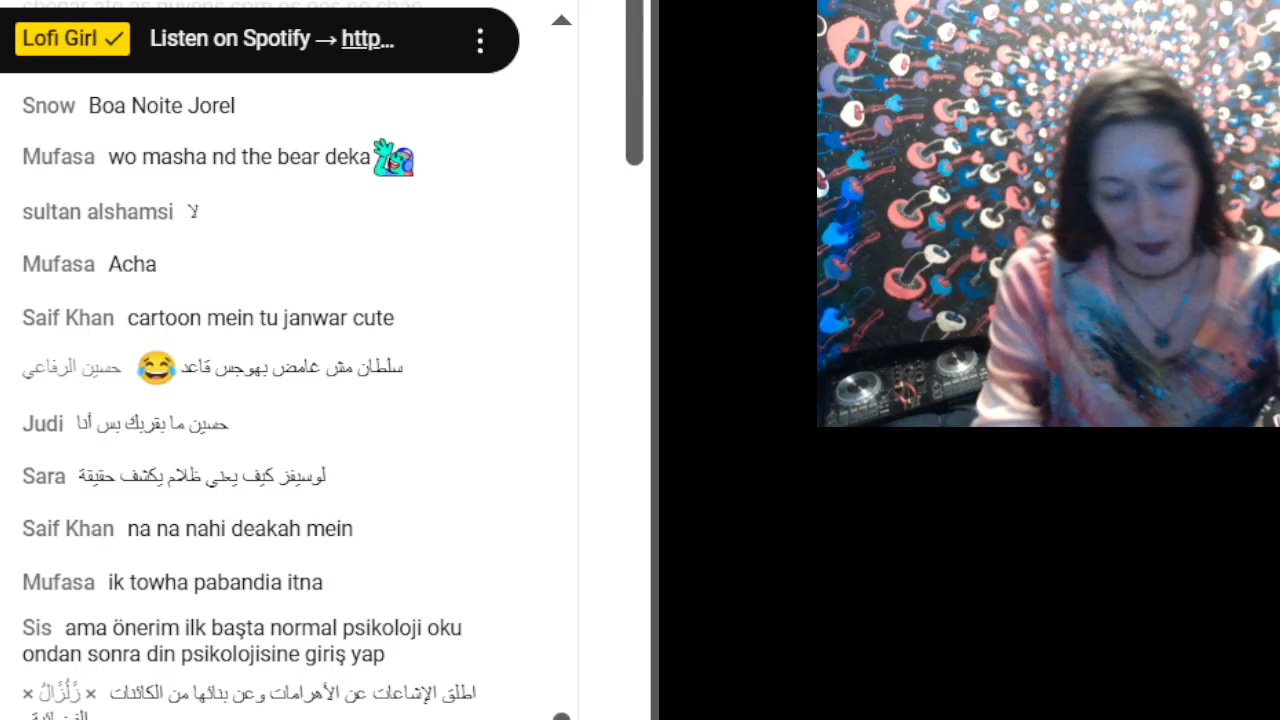 Lofi Girl ✓ Listen on Spotify → http...
Snow Boa Noite Jorel
Mufasa wo masha nd the bear deka
sultan alshamsi لا
Mufasa Acha
Saif Khan cartoon mein tu janwar cute
حسين الرفاعي 😂 سلطان مش غامض بهوجس قاعد
Judi حسين ما بقربك بس أنا
Sara لوسيفز كيف يعني ظلام يكشف حقيقة
Saif Khan na na nahi deakah mein
Mufasa ik towha pabandia itna
Sis ama önerim ilk başta normal psikoloji oku
ondan sonra din psikolojisine giriş yap
× × اطلق الإشاعات عن الأهرامات وعن بنائها من الكائنات